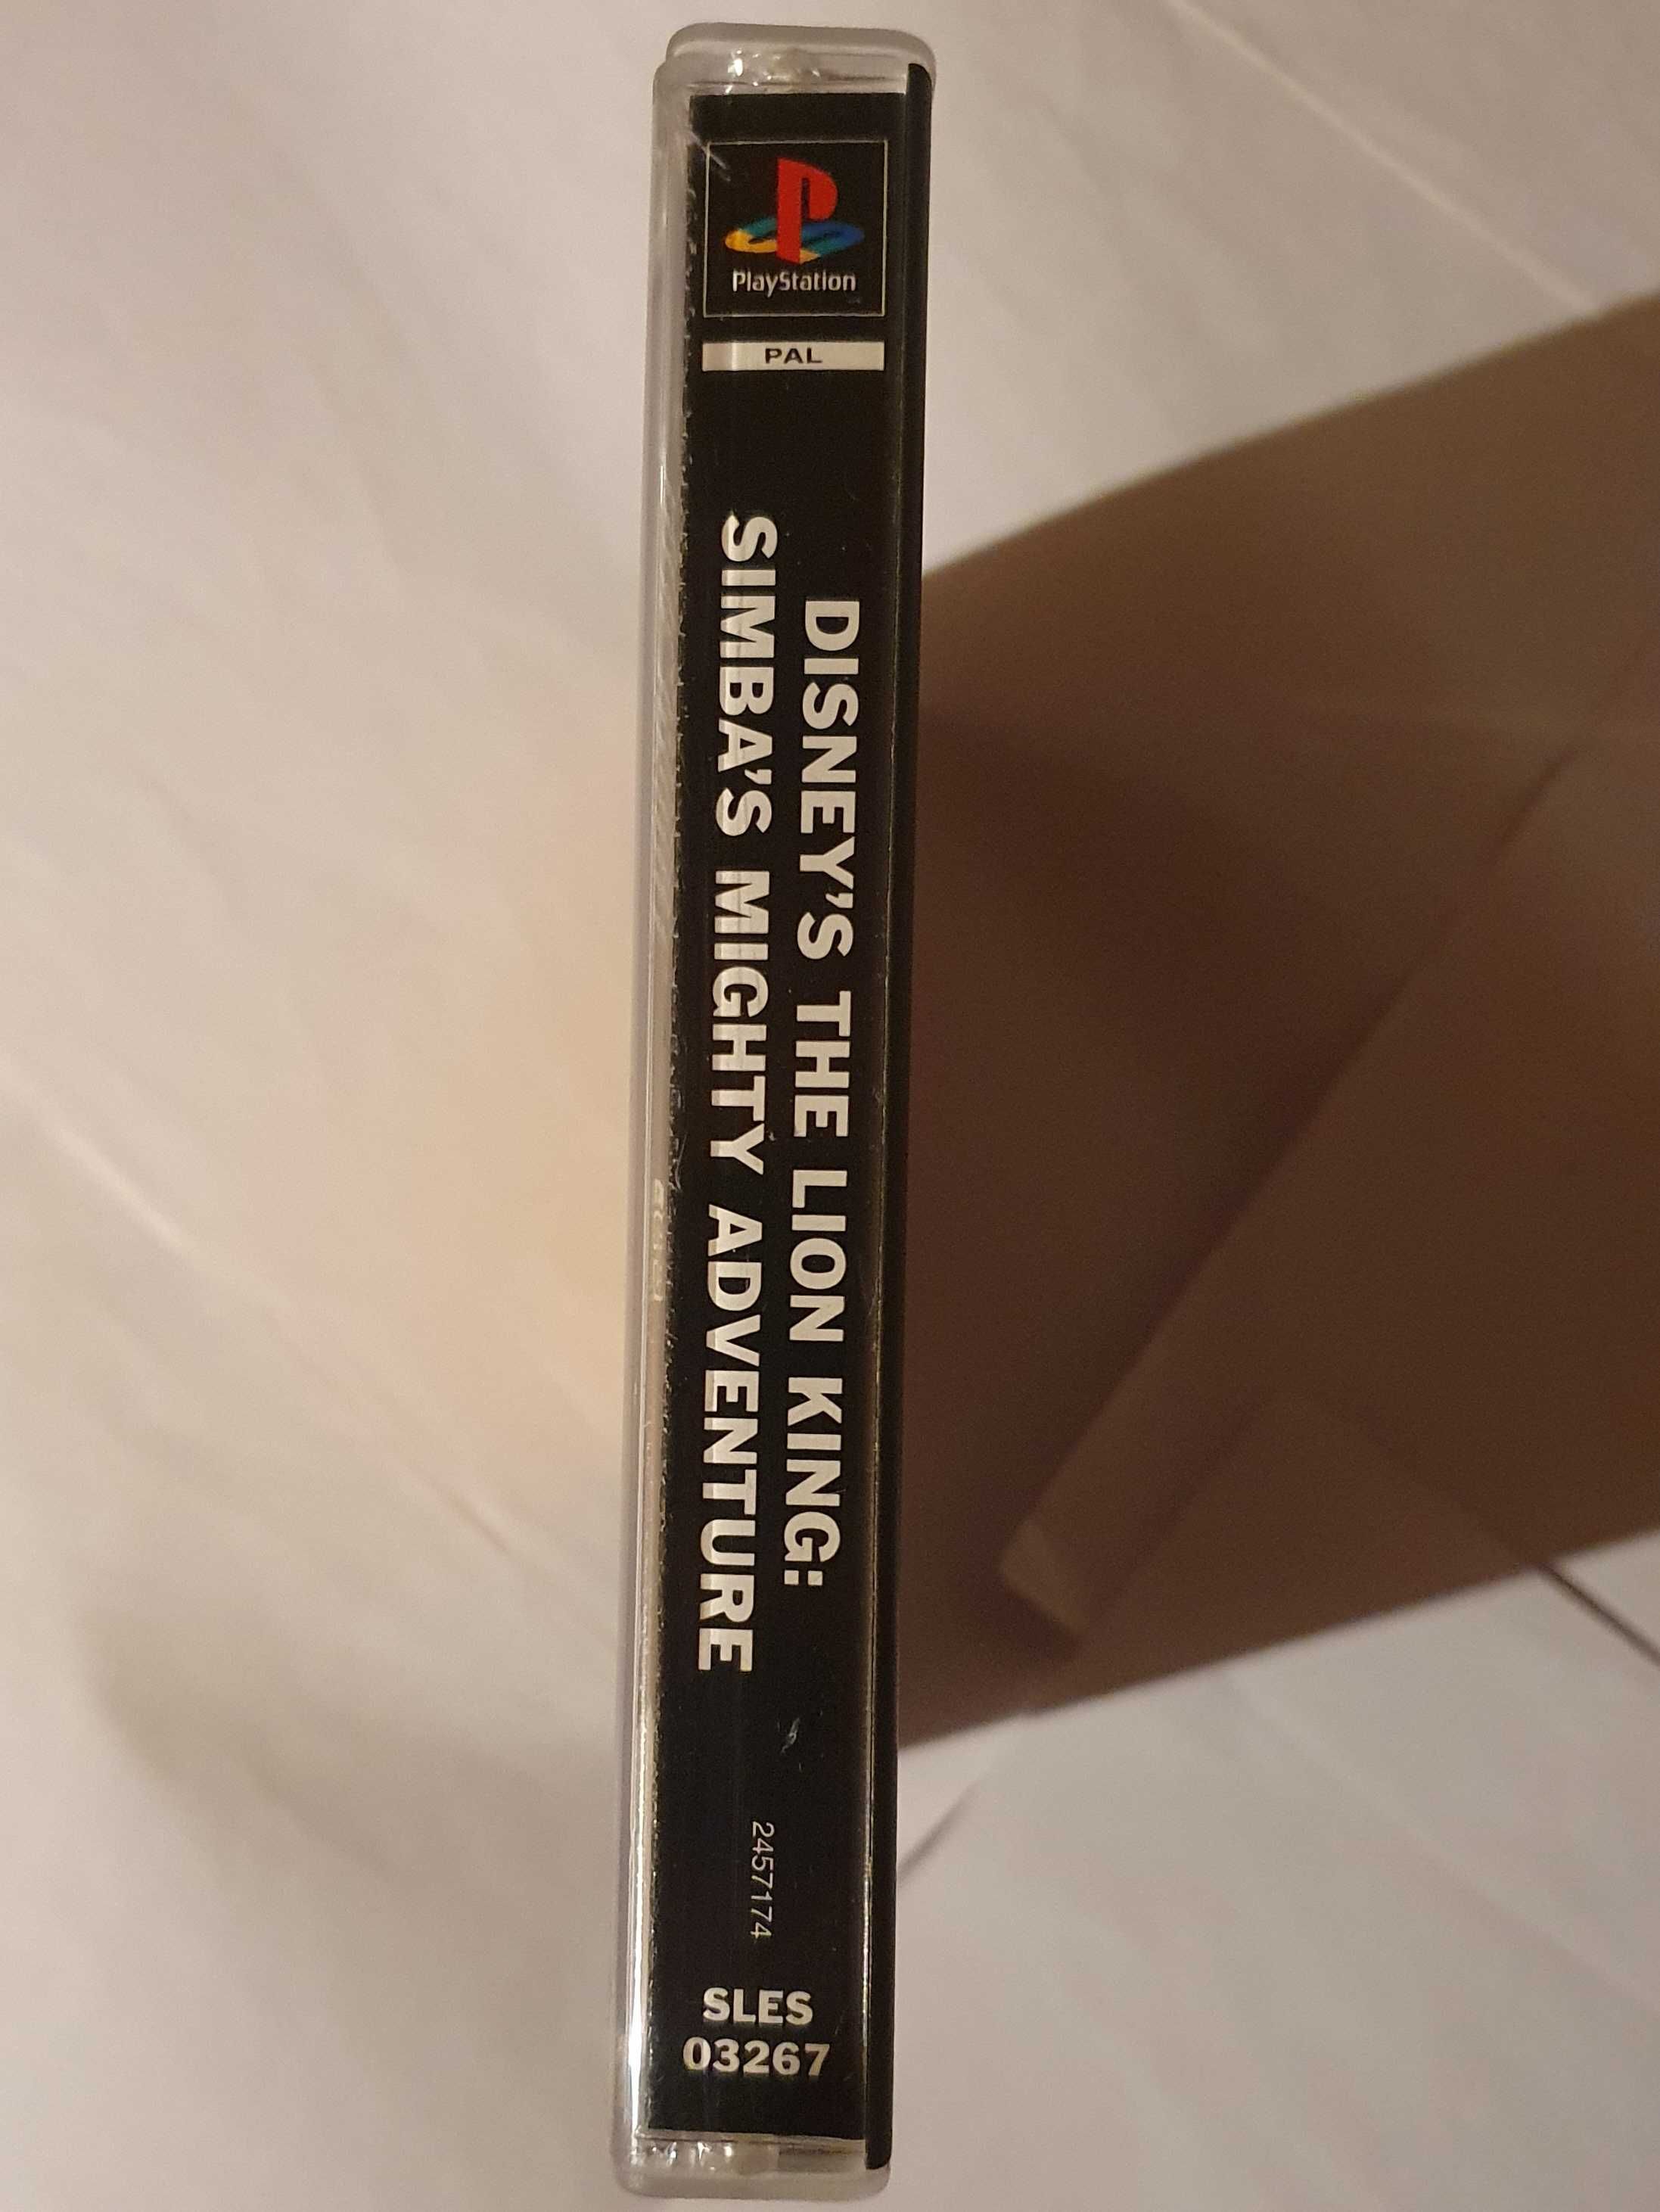 PlayStation
PAL
DISNEY'S THE LION KING:
SIMBA'S MIGHTY ADVENTURE
2457174
SLES
03267